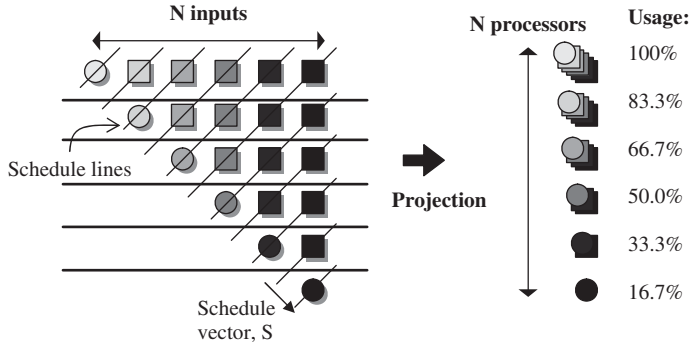 N inputs
Schedule lines
Schedule
vector, S
Projection
N processors
Usage:
100%
83.3%
66.7%
50.0%
33.3%
16.7%